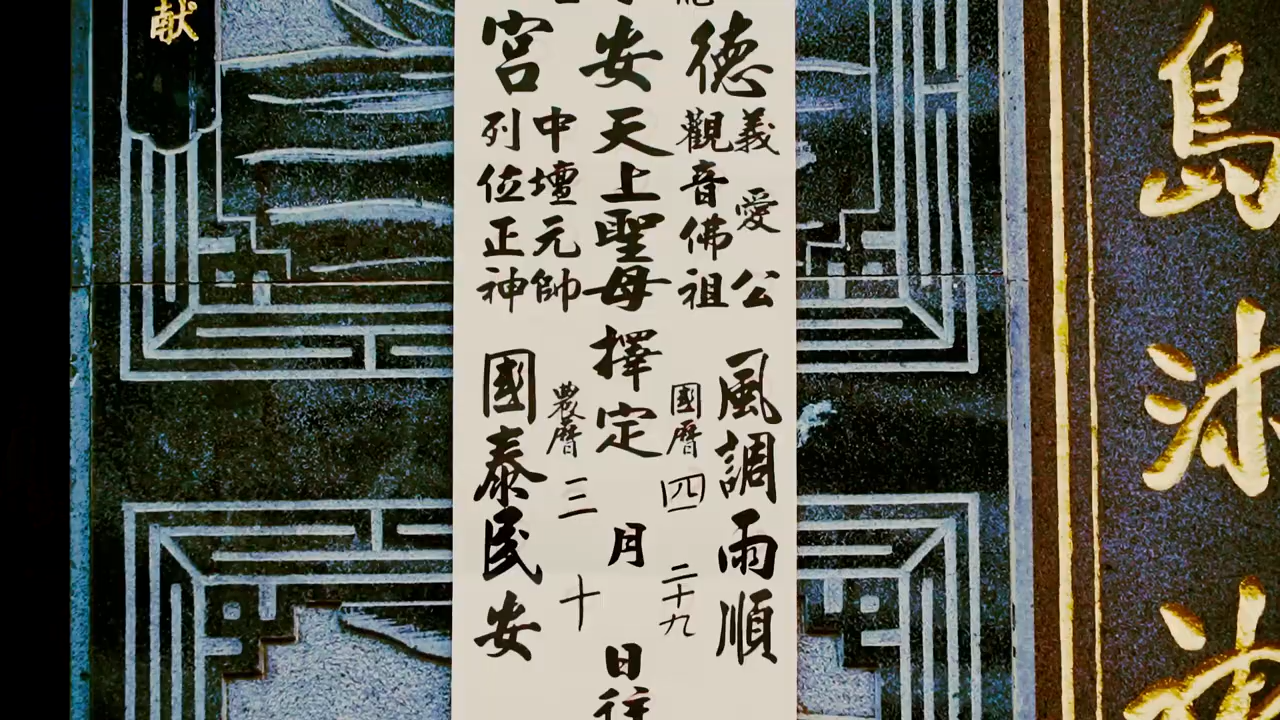 德
義愛公
觀音佛祖
風調雨順
國曆四 二十九
安天上聖母擇定 月 日往
農曆三 十
宮
中壇元帥
列位正神
國泰民安
献